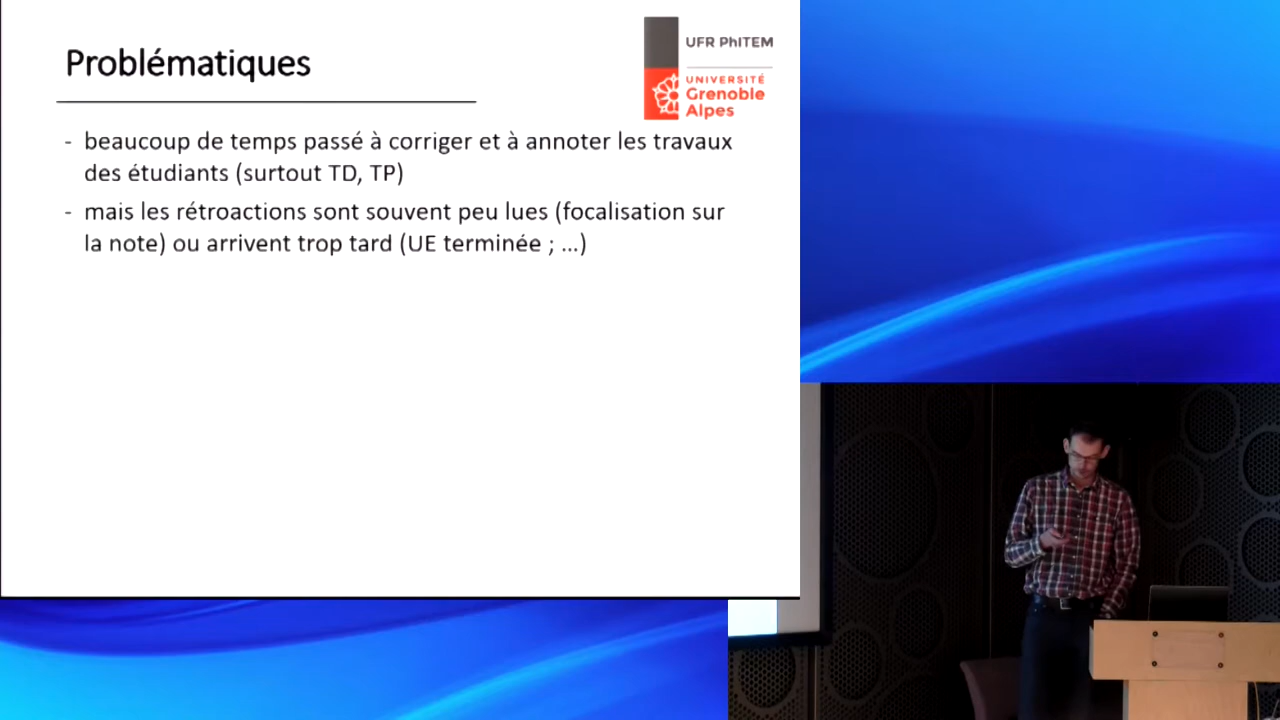 Problématiques
UFR PhITEM
UNIVERSITÉ
Grenoble
Alpes
- beaucoup de temps passé à corriger et à annoter les travaux
des étudiants (surtout TD, TP)
- mais les rétroactions sont souvent peu lues (focalisation sur
la note) ou arrivent trop tard (UE terminée ; ...)